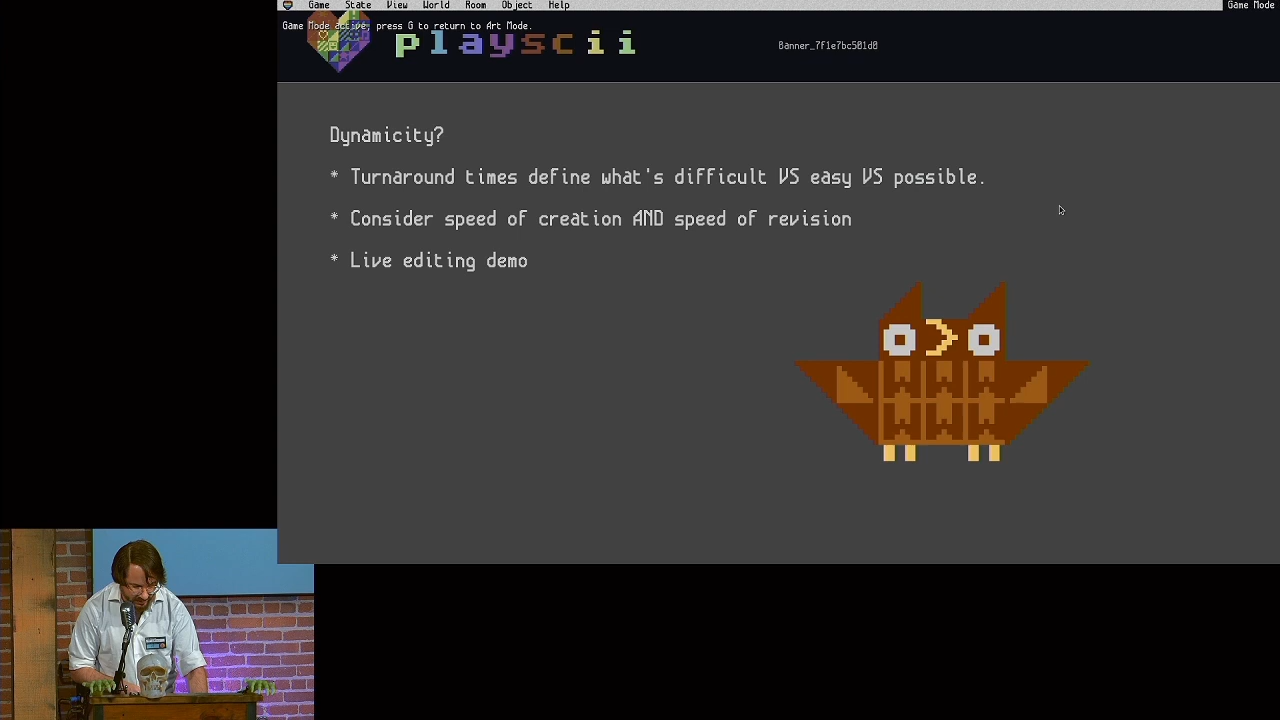 Game State View World Room Object Help Game Mode
Game Mode active, press G to return to Art Mode.
playscii
Banner_7f1e7bc501d0
Dynamicity?
* Turnaround times define what's difficult VS easy VS possible.
* Consider speed of creation AND speed of revision
* Live editing demo